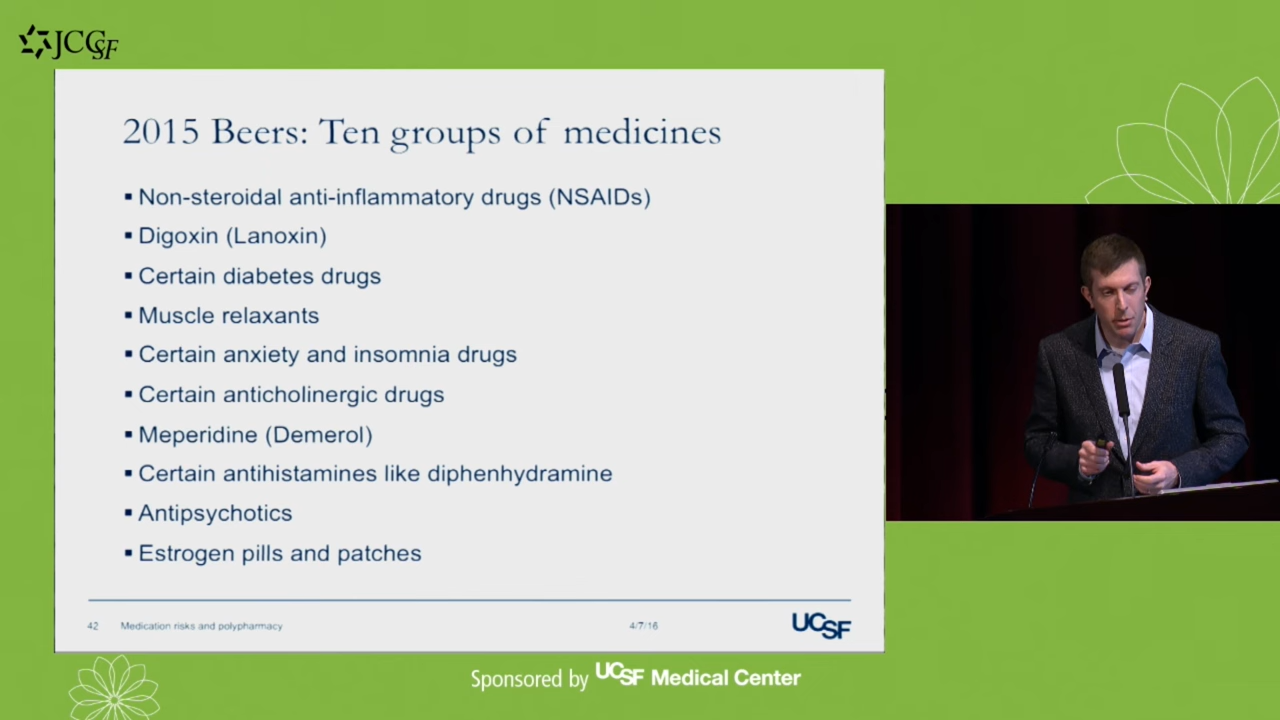 JCCSF
2015 Beers: Ten groups of medicines
▪ Non-steroidal anti-inflammatory drugs (NSAIDs)
▪ Digoxin (Lanoxin)
▪ Certain diabetes drugs
▪ Muscle relaxants
▪ Certain anxiety and insomnia drugs
▪ Certain anticholinergic drugs
▪ Meperidine (Demerol)
▪ Certain antihistamines like diphenhydramine
▪ Antipsychotics
▪ Estrogen pills and patches
42 Medication risks and polypharmacy 4/7/16 UCSF
Sponsored by UCSF Medical Center